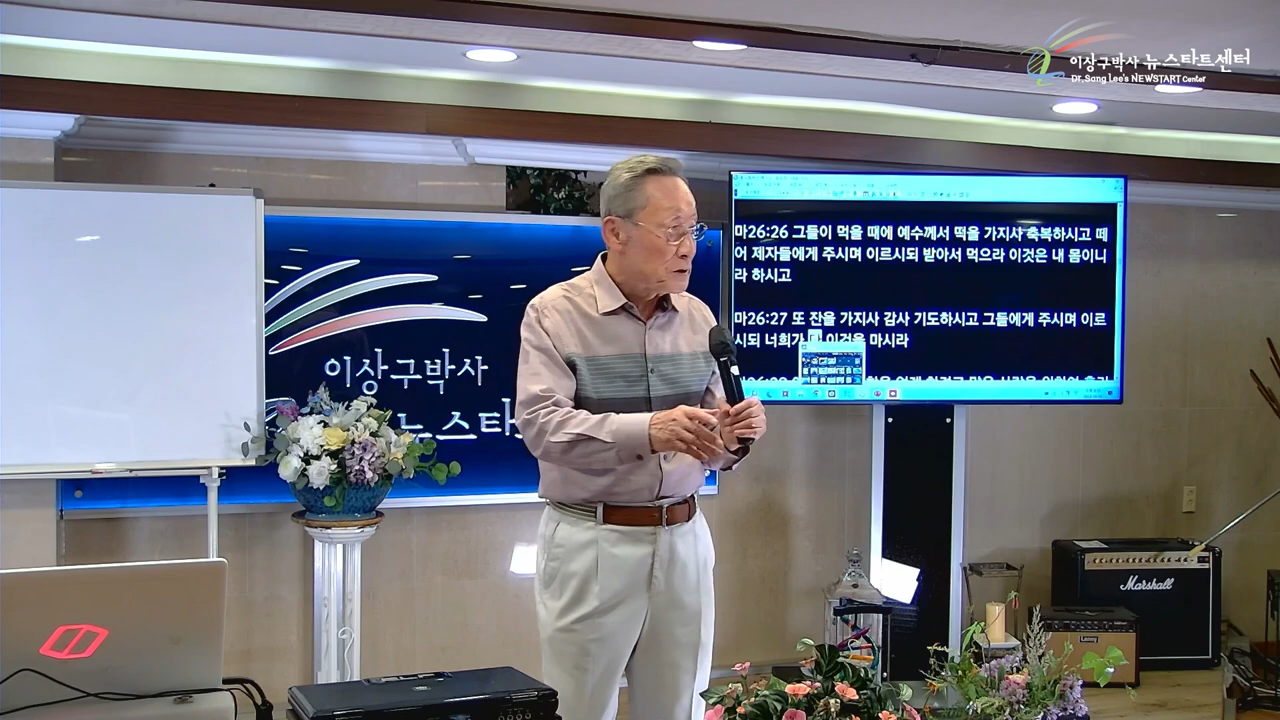 이상구박사 뉴스타트센터
Dr. Sang Lee's NEWSTART Center
마26:26 그들이 먹을 때에 예수께서 떡을 가지사 축복하시고 떼
어 제자들에게 주시며 이르시되 받아서 먹으라 이것은 내 몸이니
라 하시고
마26:27 또 잔을 가지사 감사 기도하시고 그들에게 주시며 이르
시되 너희가 다 이것을 마시라
이상구박사
뉴스타
Marshall
Laney